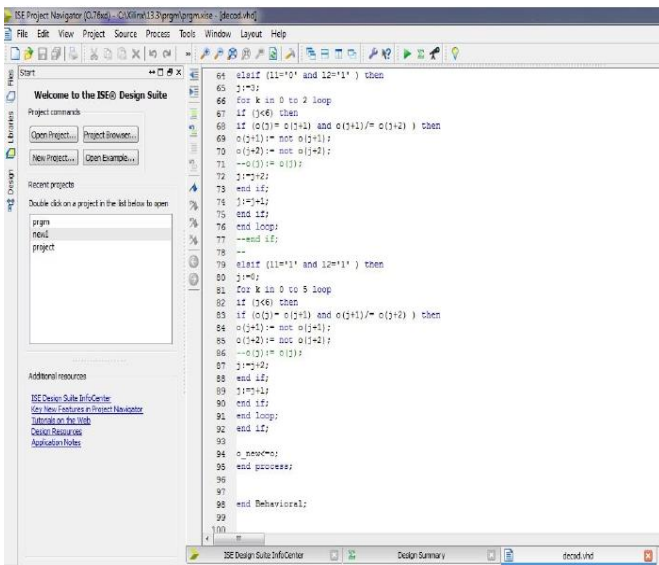 ISE Project Navigator (O.76xd) - C:\Xilinx\13.3\prgm\prgm.xise - [decod.vhd]
File Edit View Project Source Process Tools Window Layout Help
Start
Files
Libraries
Design
Welcome to the ISE® Design Suite
Project commands
Open Project... Project Browser...
New Project... Open Example...
Recent projects
Double click on a project in the list below to open
prgm
new1
project
Additional resources
ISE Design Suite InfoCenter
Key New Features in Project Navigator
Tutorials on the Web
Design Resources
Application Notes
64 elsif (l1='0' and l2='1' ) then
65 j:=3;
66 for k in 0 to 2 loop
67 if (j<6) then
68 if (o(j)= o(j+1) and o(j+1)/= o(j+2) ) then
69 o(j+1):= not o(j+1);
70 o(j+2):= not o(j+2);
71 --o(j):= o(j);
72 j:=j+2;
73 end if;
74 j:=j+1;
75 end if;
76 end loop;
77 --end if;
78 --
79 elsif (l1='1' and l2='1' ) then
80 j:=0;
81 for k in 0 to 5 loop
82 if (j<6) then
83 if (o(j)= o(j+1) and o(j+1)/= o(j+2) ) then
84 o(j+1):= not o(j+1);
85 o(j+2):= not o(j+2);
86 --o(j):= o(j);
87 j:=j+2;
88 end if;
89 j:=j+1;
90 end if;
91 end loop;
92 end if;
93
94 o_new<=o;
95 end process;
96
97
98 end Behavioral;
99
100
ISE Design Suite InfoCenter Design Summary decod.vhd